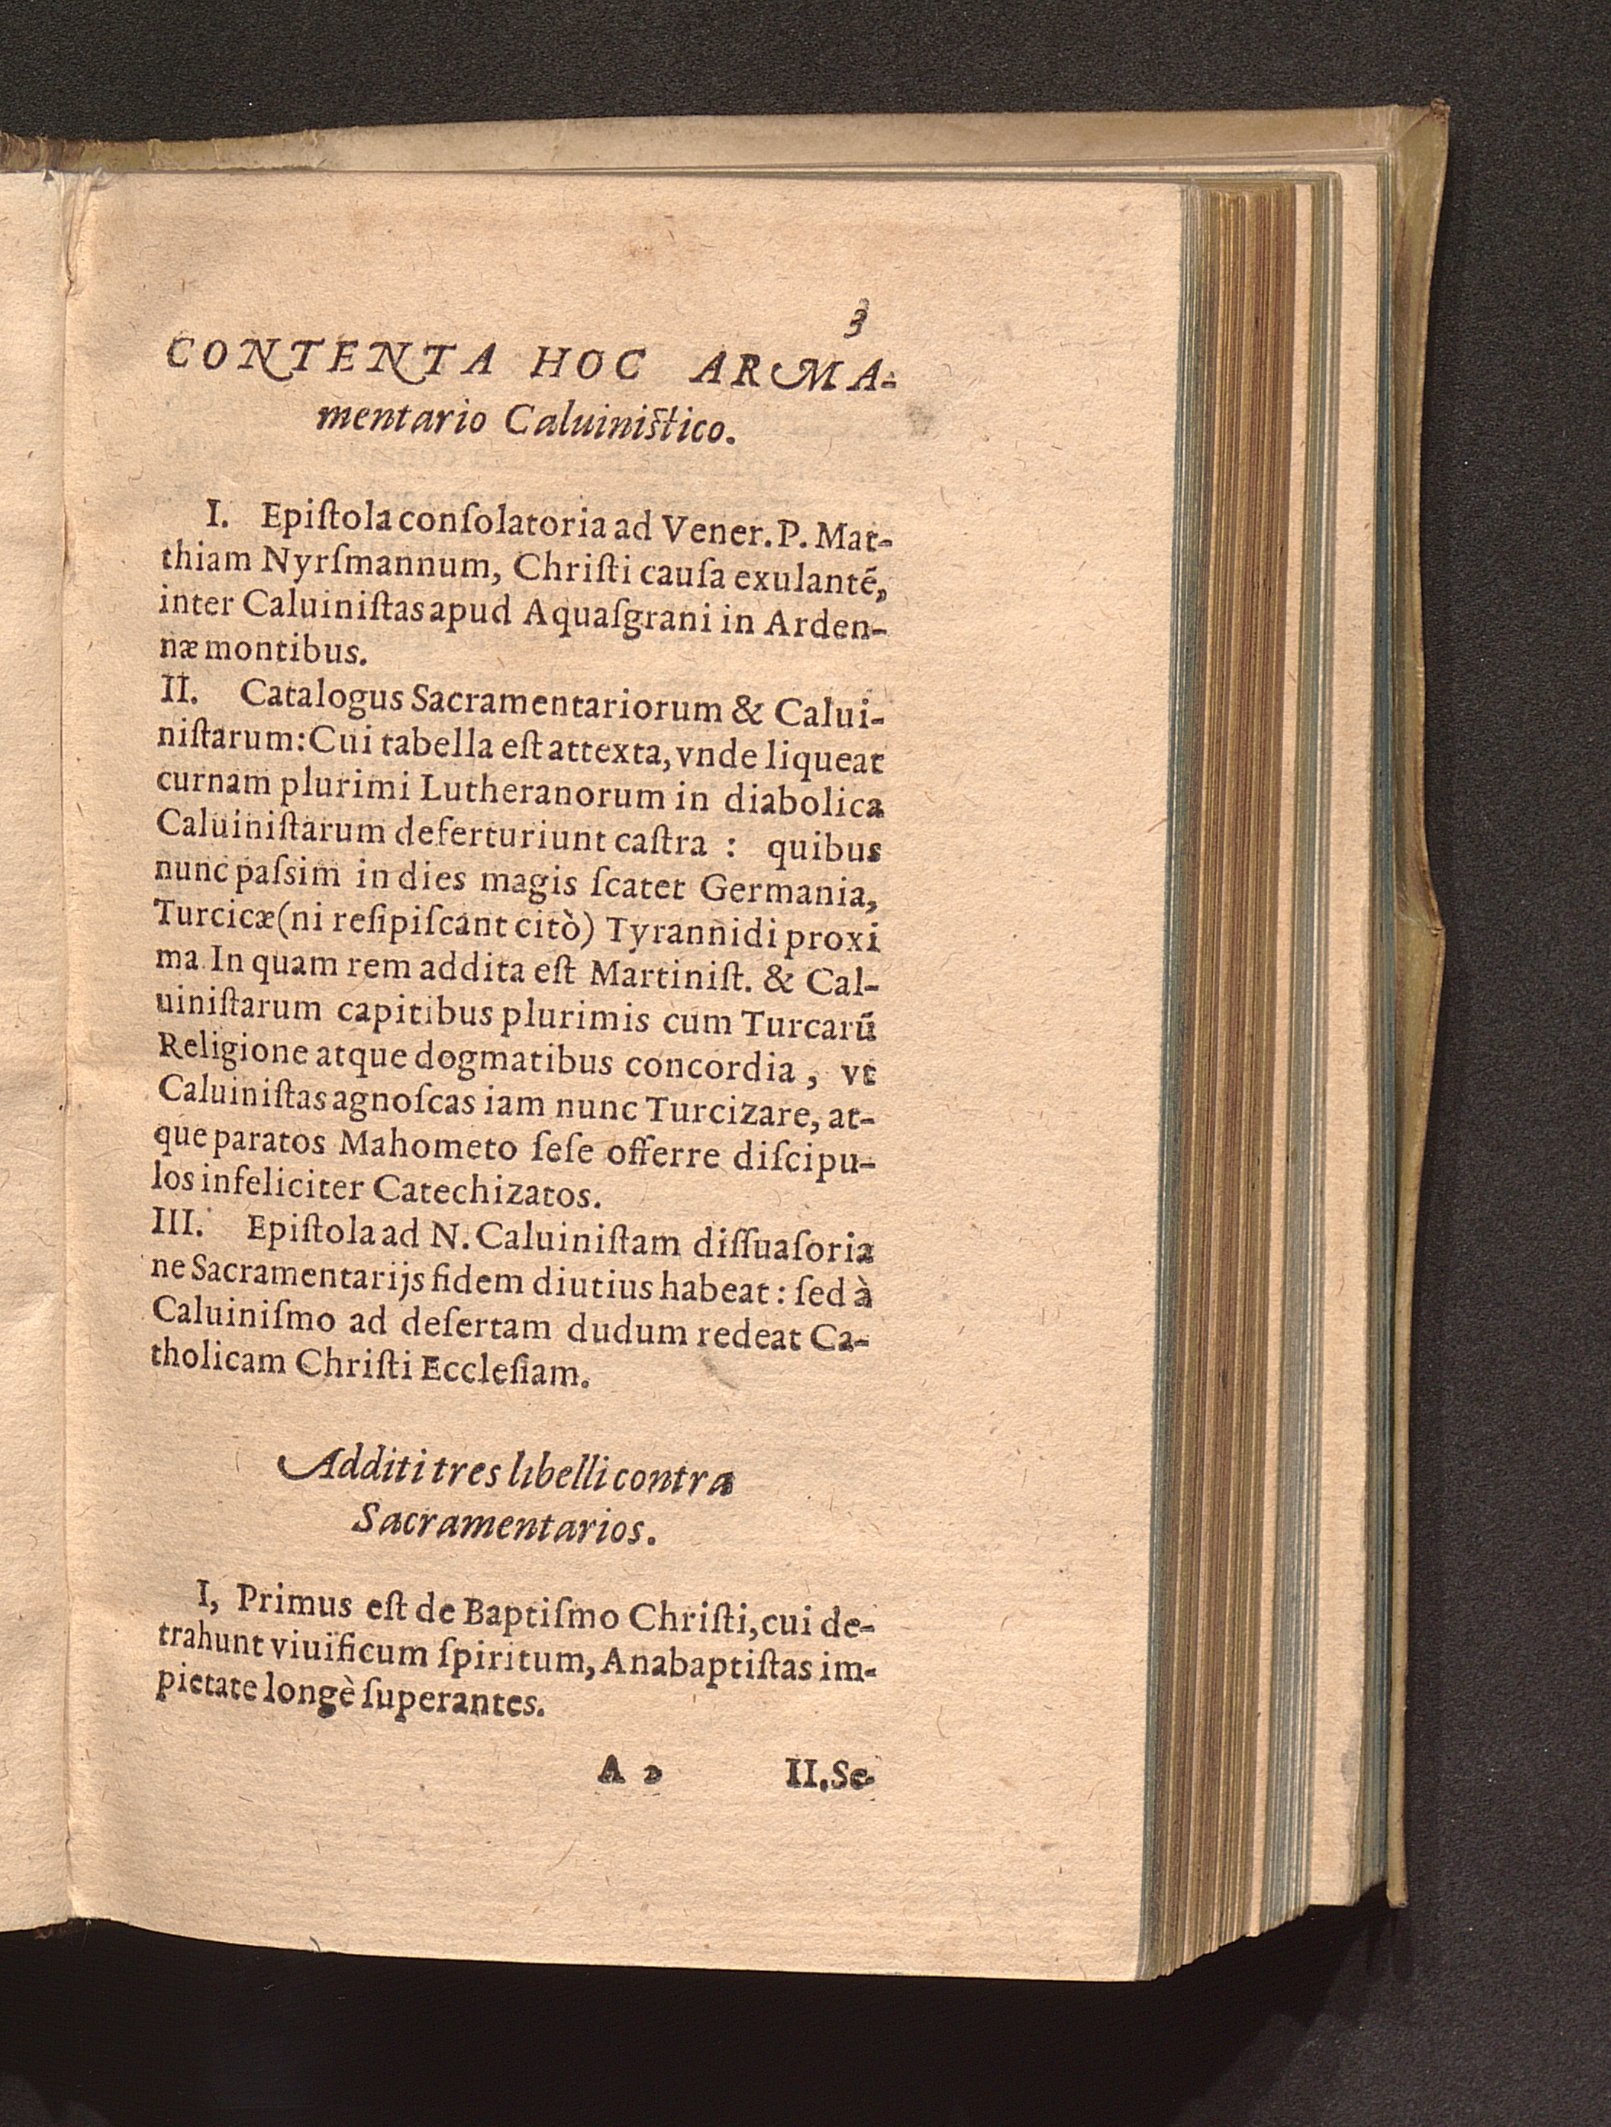 3
CONTENTA HOC ARMA-
mentario Caluinistico.
I. Epiſtola conſolatoria ad Vener. P. Mat-
thiam Nyrſmannum, Chriſti cauſa exulantē,
inter Caluiniſtas apud Aquaſgrani in Arden-
næ montibus.
II. Catalogus Sacramentariorum & Calui-
niſtarum: Cui tabella eſt attexta, vnde liqueat
curnam plurimi Lutheranorum in diabolica
Caluiniſtarum deferturiunt caſtra : quibus
nunc paſsim in dies magis ſcatet Germania,
Turcicæ (ni reſipiſcant citò) Tyrannidi proxi
ma In quam rem addita eſt Martiniſt. & Cal-
uiniſtarum capitibus plurimis cum Turcarū
Religione atque dogmatibus concordia, vt
Caluiniſtas agnoſcas iam nunc Turcizare, at-
que paratos Mahometo ſeſe offerre diſcipu-
los infeliciter Catechizatos.
III. Epiſtola ad N. Caluiniſtam diſſuaſoria
ne Sacramentarijs fidem diutius habeat: ſed à
Caluiniſmo ad deſertam dudum redeat Ca-
tholicam Chriſti Eccleſiam.
Additi tres libelli contra
Sacramentarios.
I, Primus eſt de Baptiſmo Chriſti, cui de-
trahunt viuificum ſpiritum, Anabaptiſtas im-
pietate longè ſuperantes.
A 2 II. Se-